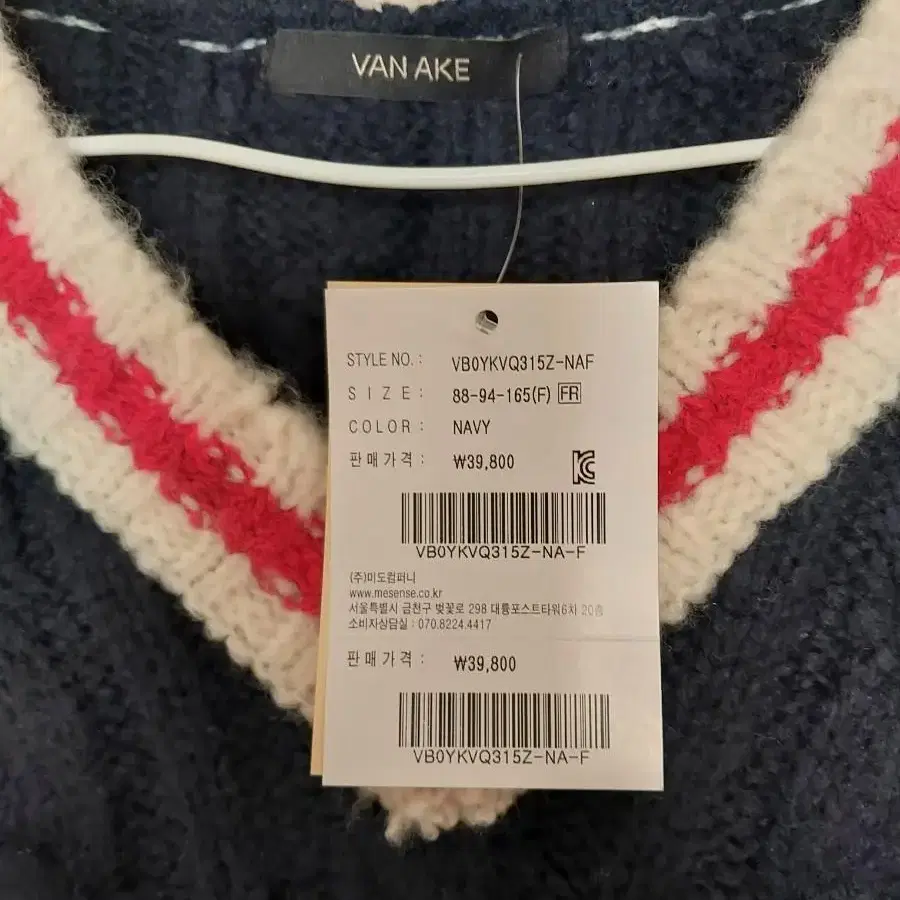 VAN AKE
STYLE NO. : VB0YKVQ315Z-NAF
SIZE : 88-94-165(F) FR
COLOR : NAVY
판매가격 : ₩39,800
VB0YKVQ315Z-NA-F
(주)미도컴퍼니
www.mesense.co.kr
서울특별시 금천구 벚꽃로 298 대륭포스트타워6차 20층
소비자상담실 : 070.8224.4417
판매가격 : ₩39,800
VB0YKVQ315Z-NA-F